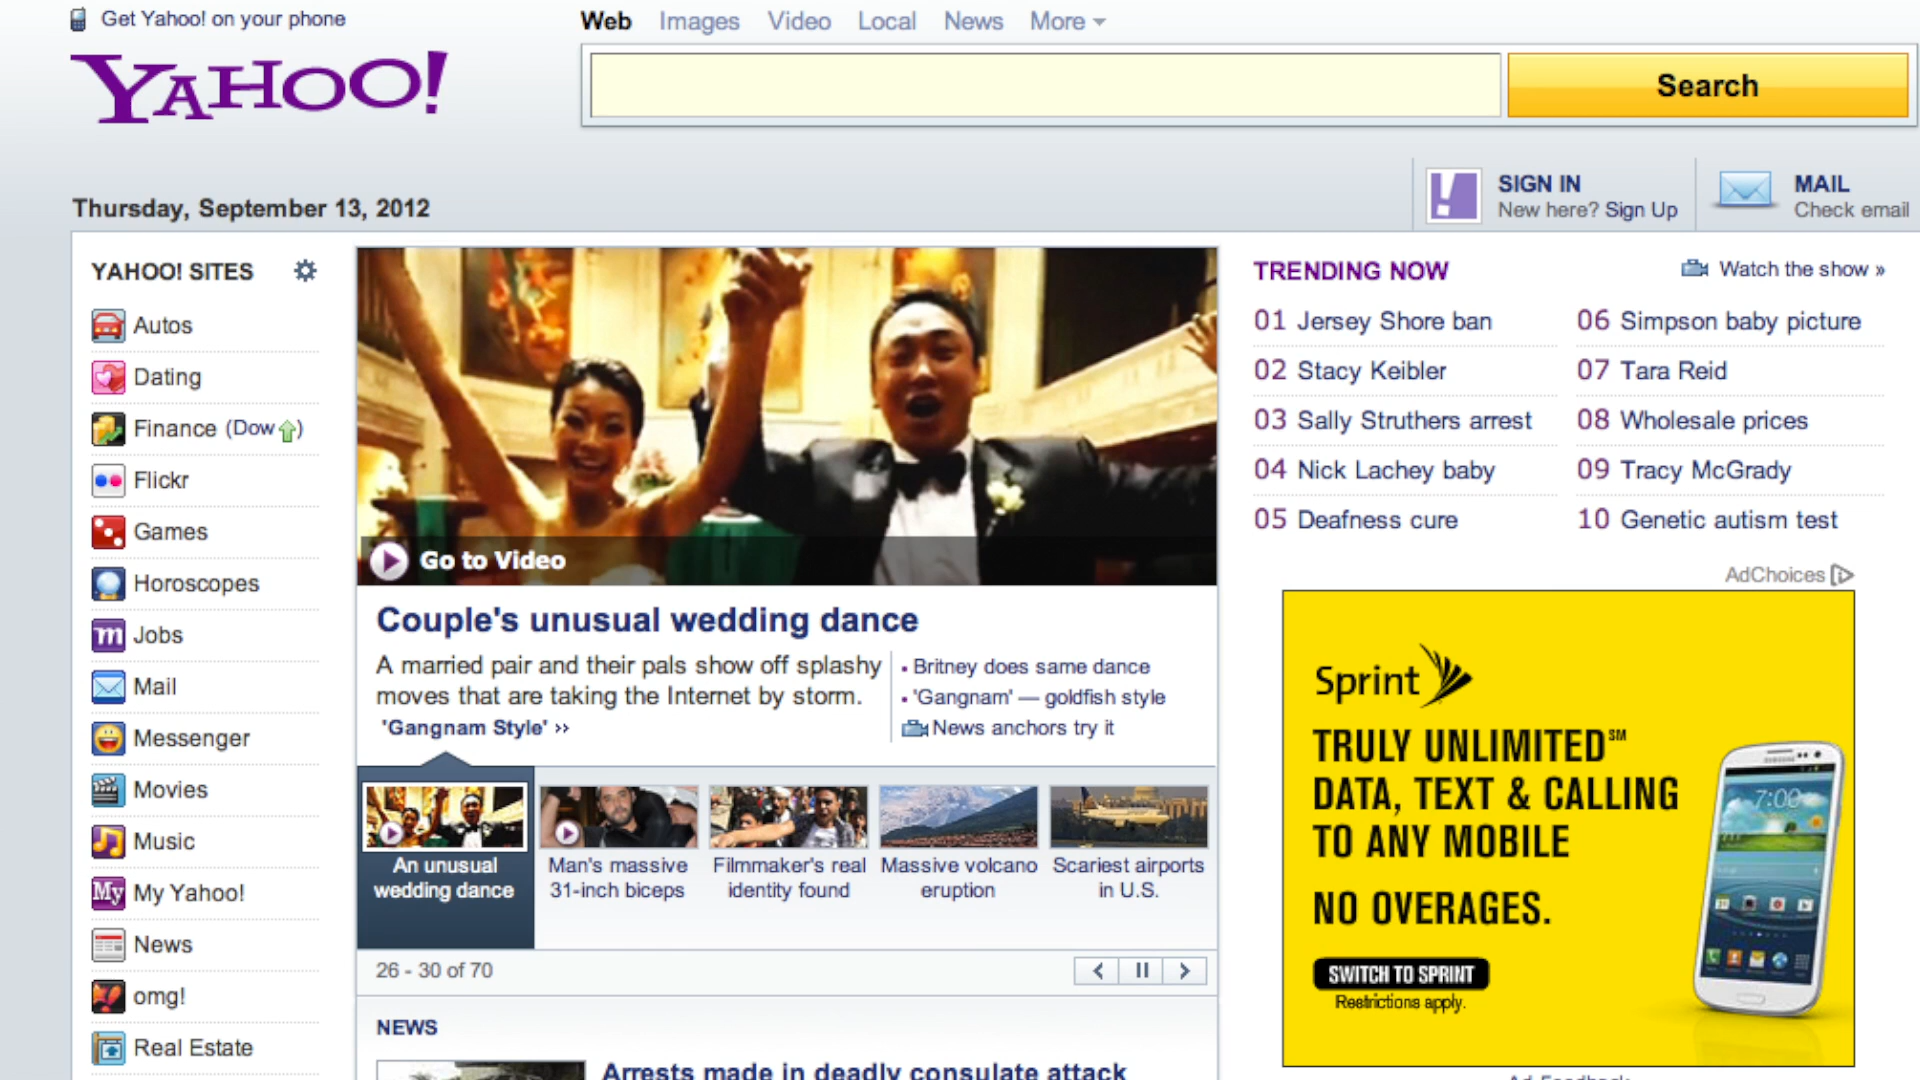 Get Yahoo! on your phone
Web Images Video Local News More
YAHOO!
Search
SIGN IN
New here? Sign Up
MAIL
Check email
Thursday, September 13, 2012
YAHOO! SITES
Autos
Dating
Finance (Dow )
Flickr
Games
Horoscopes
Jobs
Mail
Messenger
Movies
Music
My Yahoo!
News
omg!
Real Estate
Go to Video
Couple's unusual wedding dance
A married pair and their pals show off splashy
moves that are taking the Internet by storm.
'Gangnam Style' »
• Britney does same dance
• 'Gangnam' — goldfish style
News anchors try it
An unusual
wedding dance
Man's massive
31-inch biceps
Filmmaker's real
identity found
Massive volcano
eruption
Scariest airports
in U.S.
26 - 30 of 70
NEWS
Arrests made in deadly consulate attack
TRENDING NOW
Watch the show »
01 Jersey Shore ban
02 Stacy Keibler
03 Sally Struthers arrest
04 Nick Lachey baby
05 Deafness cure
06 Simpson baby picture
07 Tara Reid
08 Wholesale prices
09 Tracy McGrady
10 Genetic autism test
AdChoices
Sprint
TRULY UNLIMITED℠
DATA, TEXT & CALLING
TO ANY MOBILE
NO OVERAGES.
SWITCH TO SPRINT
Restrictions apply.
SAMSUNG
7:00
Ad Feedback